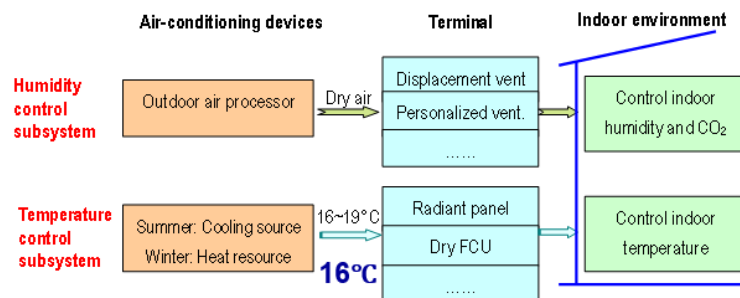 Air-conditioning devices
Terminal
Indoor environment
Humidity
control
subsystem
Outdoor air processor
Dry air
Displacement vent
Personalized vent.
......
Control indoor
humidity and CO₂
Temperature
control
subsystem
Summer: Cooling source
Winter: Heat resource
16~19°C
16℃
Radiant panel
Dry FCU
......
Control indoor
temperature